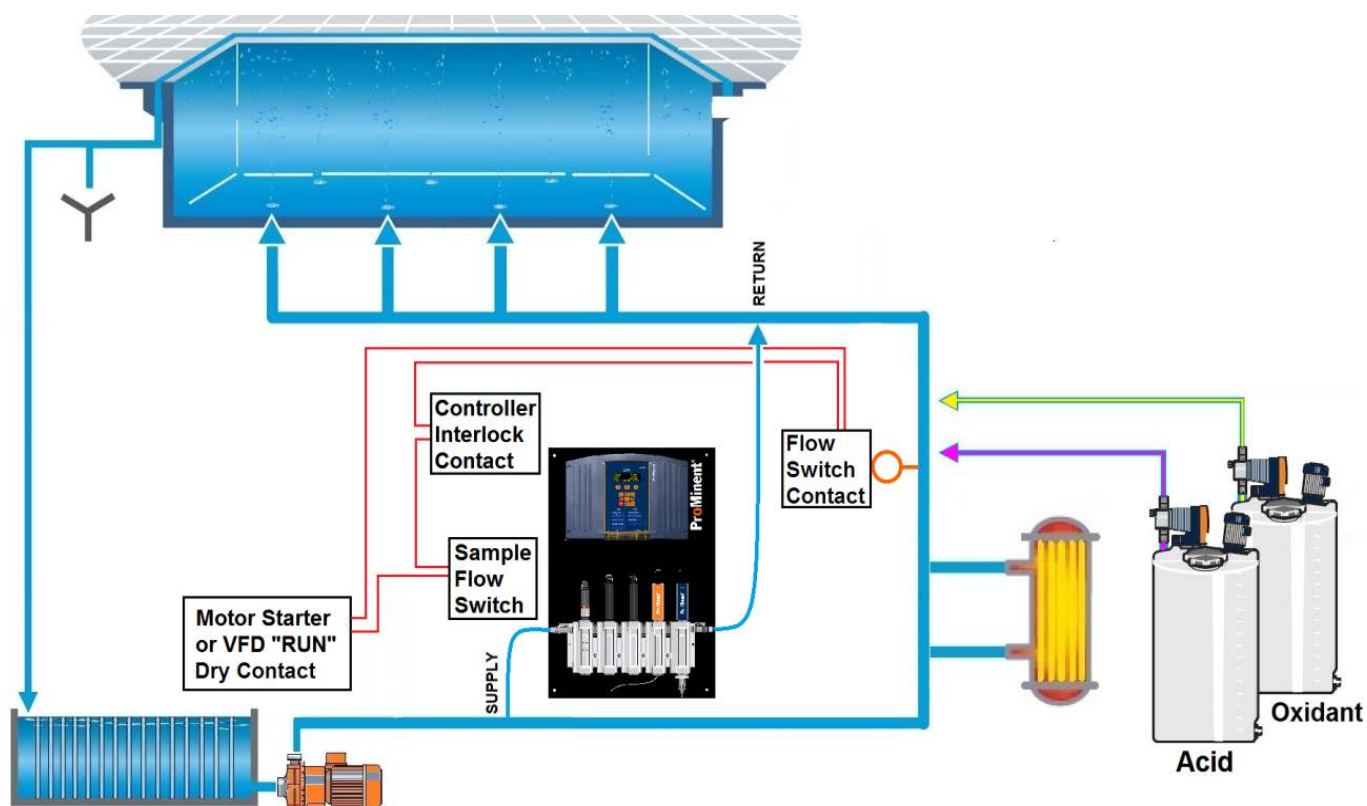 RETURN
Controller
Interlock
Contact
Flow
Switch
Contact
ProMinent
Sample
Flow
Switch
Motor Starter
or VFD "RUN"
Dry Contact
SUPPLY
Oxidant
Acid